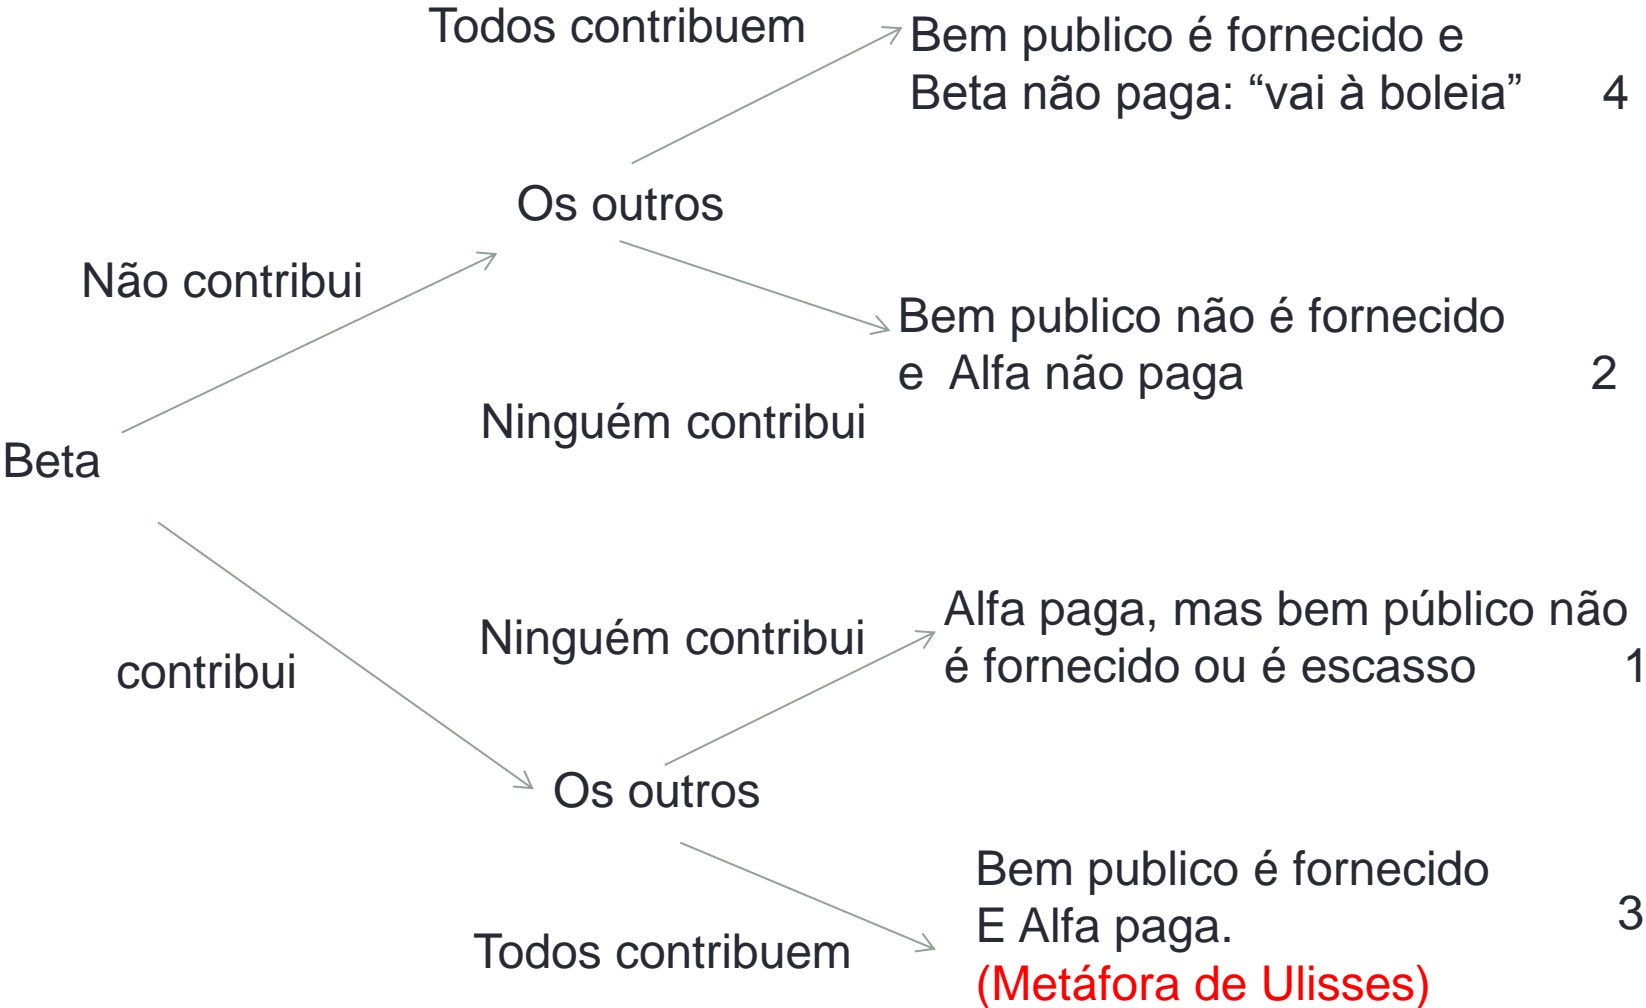 Todos contribuem
Bem publico é fornecido e
Beta não paga: “vai à boleia” 4
Os outros
Não contribui
Bem publico não é fornecido
e Alfa não paga 2
Ninguém contribui
Beta
Ninguém contribui
Alfa paga, mas bem público não
é fornecido ou é escasso 1
contribui
Os outros
Bem publico é fornecido
E Alfa paga. 3
(Metáfora de Ulisses)
Todos contribuem